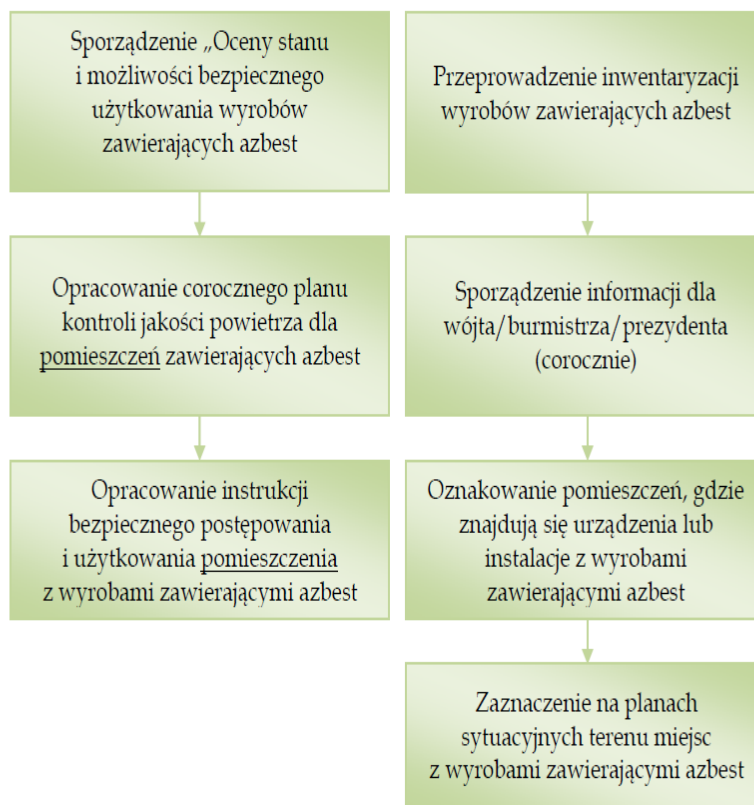 Sporządzenie „Oceny stanu
i możliwości bezpiecznego
użytkowania wyrobów
zawierających azbest
Opracowanie corocznego planu
kontroli jakości powietrza dla
pomieszczeń zawierających azbest
Opracowanie instrukcji
bezpiecznego postępowania
i użytkowania pomieszczenia
z wyrobami zawierającymi azbest
Przeprowadzenie inwentaryzacji
wyrobów zawierających azbest
Sporządzenie informacji dla
wójta/burmistrza/prezydenta
(corocznie)
Oznakowanie pomieszczeń, gdzie
znajdują się urządzenia lub
instalacje z wyrobami
zawierającymi azbest
Zaznaczenie na planach
sytuacyjnych terenu miejsc
z wyrobami zawierającymi azbest